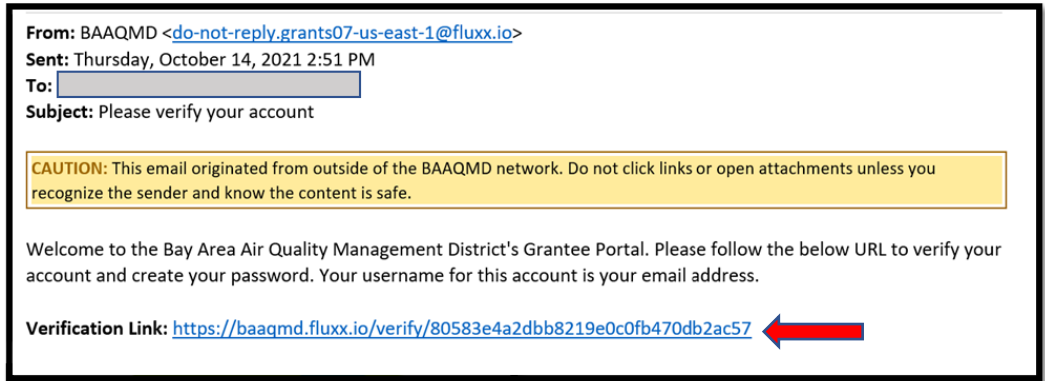 From: BAAQMD <do-not-reply.grants07-us-east-1@fluxx.io>
Sent: Thursday, October 14, 2021 2:51 PM
To:
Subject: Please verify your account
CAUTION: This email originated from outside of the BAAQMD network. Do not click links or open attachments unless you
recognize the sender and know the content is safe.
Welcome to the Bay Area Air Quality Management District's Grantee Portal. Please follow the below URL to verify your
account and create your password. Your username for this account is your email address.
Verification Link: https://baaqmd.fluxx.io/verify/80583e4a2dbb8219e0c0fb470db2ac57